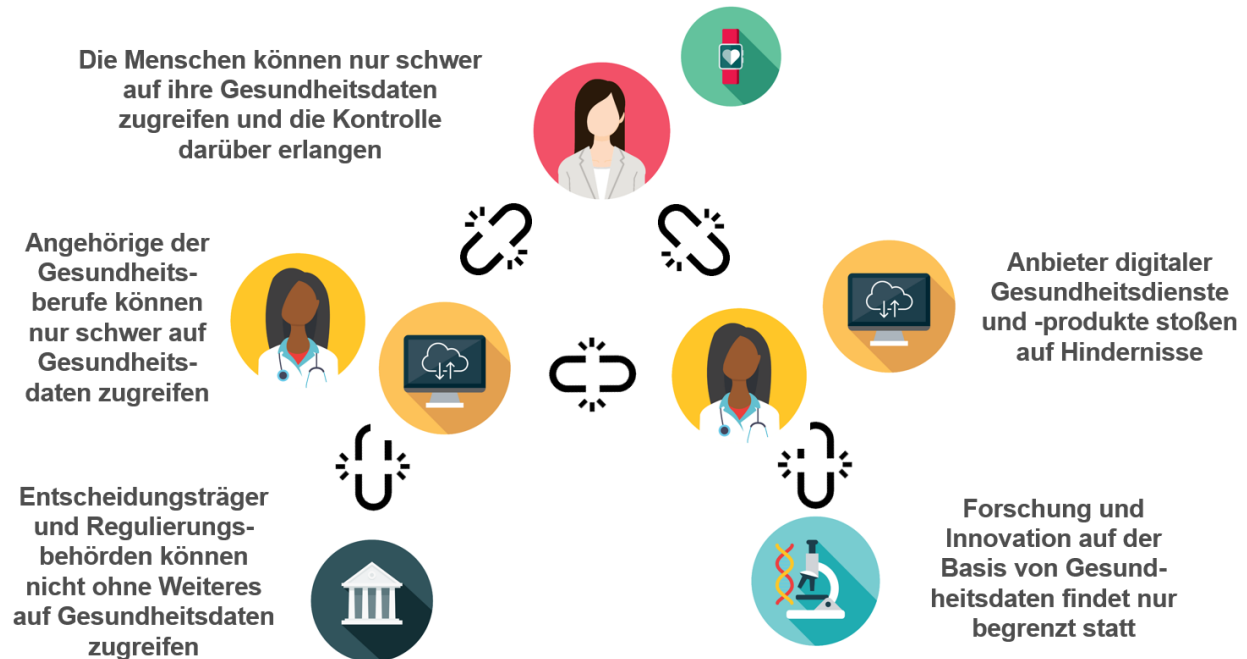 Die Menschen können nur schwer
auf ihre Gesundheitsdaten
zugreifen und die Kontrolle
darüber erlangen
Angehörige der
Gesundheits-
berufe können
nur schwer auf
Gesundheits-
daten zugreifen
Anbieter digitaler
Gesundheitsdienste
und -produkte stoßen
auf Hindernisse
Entscheidungsträger
und Regulierungs-
behörden können
nicht ohne Weiteres
auf Gesundheitsdaten
zugreifen
Forschung und
Innovation auf der
Basis von Gesund-
heitsdaten findet nur
begrenzt statt